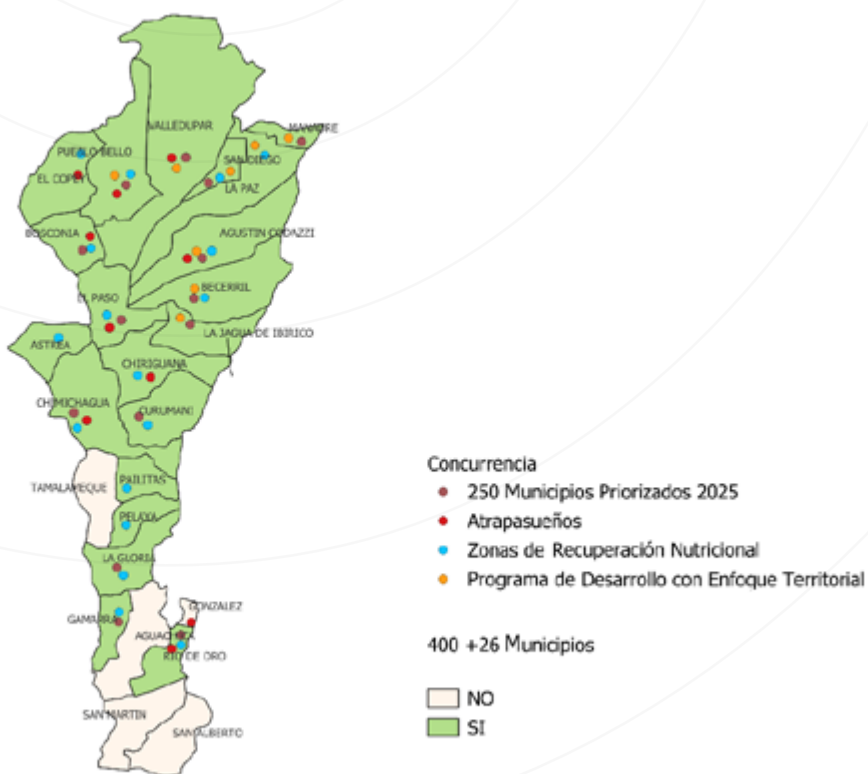 MANAURE
VALLEDUPAR
PUEBLO BELLO
SAN DIEGO
EL COPEY
LA PAZ
BOSCONIA
AGUSTIN CODAZZI
BECERRIL
EL PASO
LA JAGUA DE IBIRICO
ASTREA
CHIRIGUANA
CHIMICHAGUA
CURUMANI
PAILITAS
TAMALAMEQUE
PELAYA
LA GLORIA
GONZALEZ
GAMARRA
AGUACHICA
RIO DE ORO
SAN MARTIN
SAN ALBERTO
Concurrencia
250 Municipios Priorizados 2025
Atrapasueños
Zonas de Recuperación Nutricional
Programa de Desarrollo con Enfoque Territorial
400 +26 Municipios
NO
SI